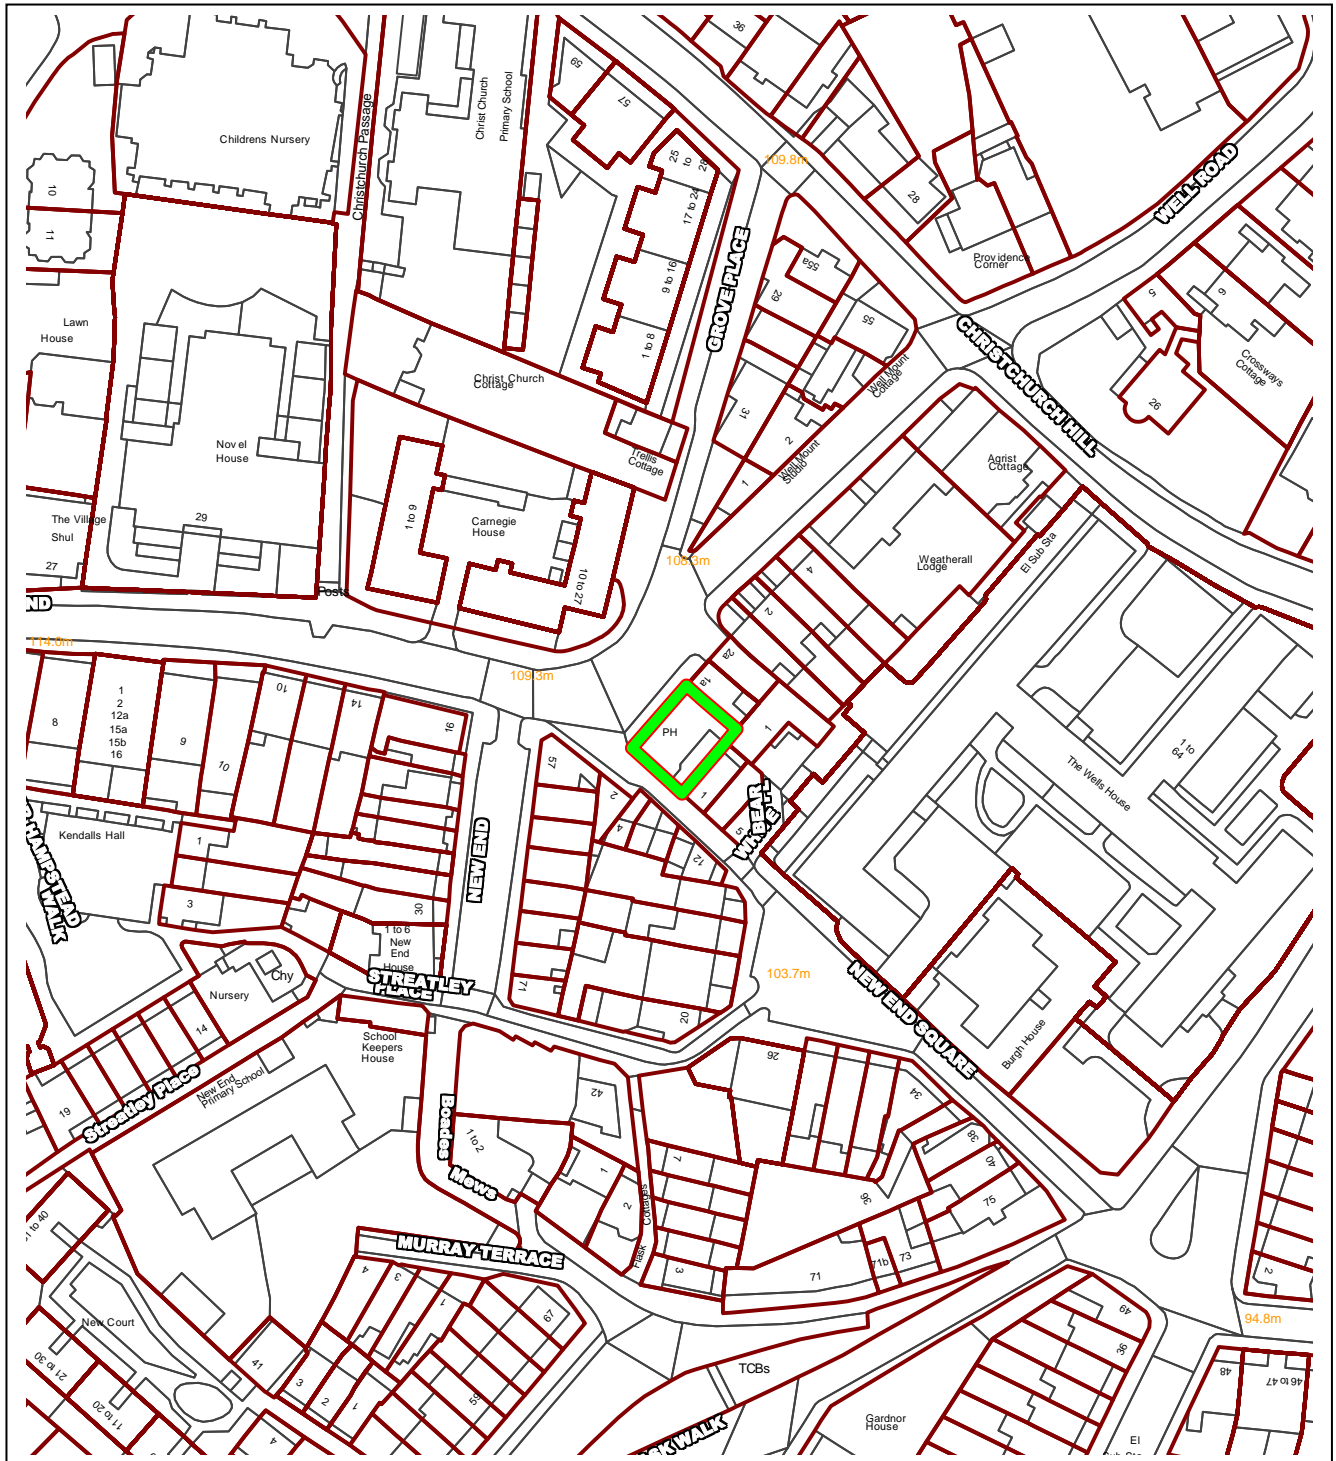 36
59
57
Christ Church
Primary School
Childrens Nursery
Christchurch Passage
25
to
28
17 to 24
9 to 16
1 to 8
109.8m
28
WELL ROAD
Providence
Corner
10
11
Lawn
House
GROVE PLACE
55a
29
55
Well Mount
Cottage
5
6
Crossways
Cottage
26
CHRISTCHURCH HILL
Christ Church
Cottage
31
2
Well Mount
Studio
1
Trellis
Cottage
Novel
House
29
Agrist
Cottage
The Village
Shul
27
1 to 9
Carnegie
House
10 to 27
El Sub Sta
Weatherall
Lodge
108.3m
Posts
ND
114.0m
4
2
2a
1a
109.3m
PH
1
1
5
8
1
2
12a
15a
15b
16
9
10
10
14
16
57
2
4
12
The Wells House
1 to
64
Kendalls Hall
1
3
NEW END
30
1 to 6
New
End
House
HAMPSTEAD
WALK
71
20
103.7m
NEW END SQUARE
Burgh House
Chy
Nursery
14
19
STREATLEY
PLACE
Streatley Place
School
Keepers
House
New End
Primary School
Boades
Mews
1 to 2
42
1
2
Flask
Cottages
7
3
26
34
38
40
75
36
71
71b
73
MURRAY TERRACE
4
3
1
67
59
41
3
2
1
4
New Court
21 to 30
11 to 20
TCBs
Gardnor
House
49
36
2
94.8m
48
46 to 47
El